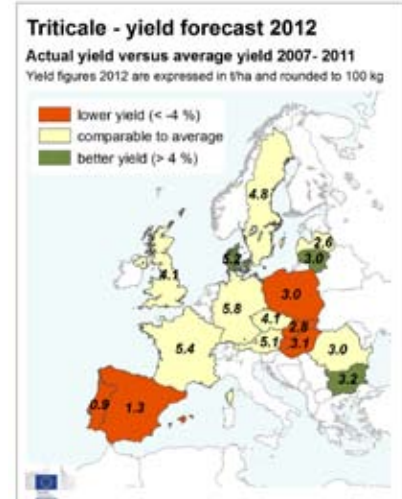 Triticale - yield forecast 2012
Actual yield versus average yield 2007- 2011
Yield figures 2012 are expressed in t/ha and rounded to 100 kg
lower yield (< -4 %)
comparable to average
better yield (> 4 %)
4.8
2.6
3.0
5.2
4.1
3.0
5.8
4.1
2.8
5.1
3.1
5.4
3.0
3.2
0.9
1.3